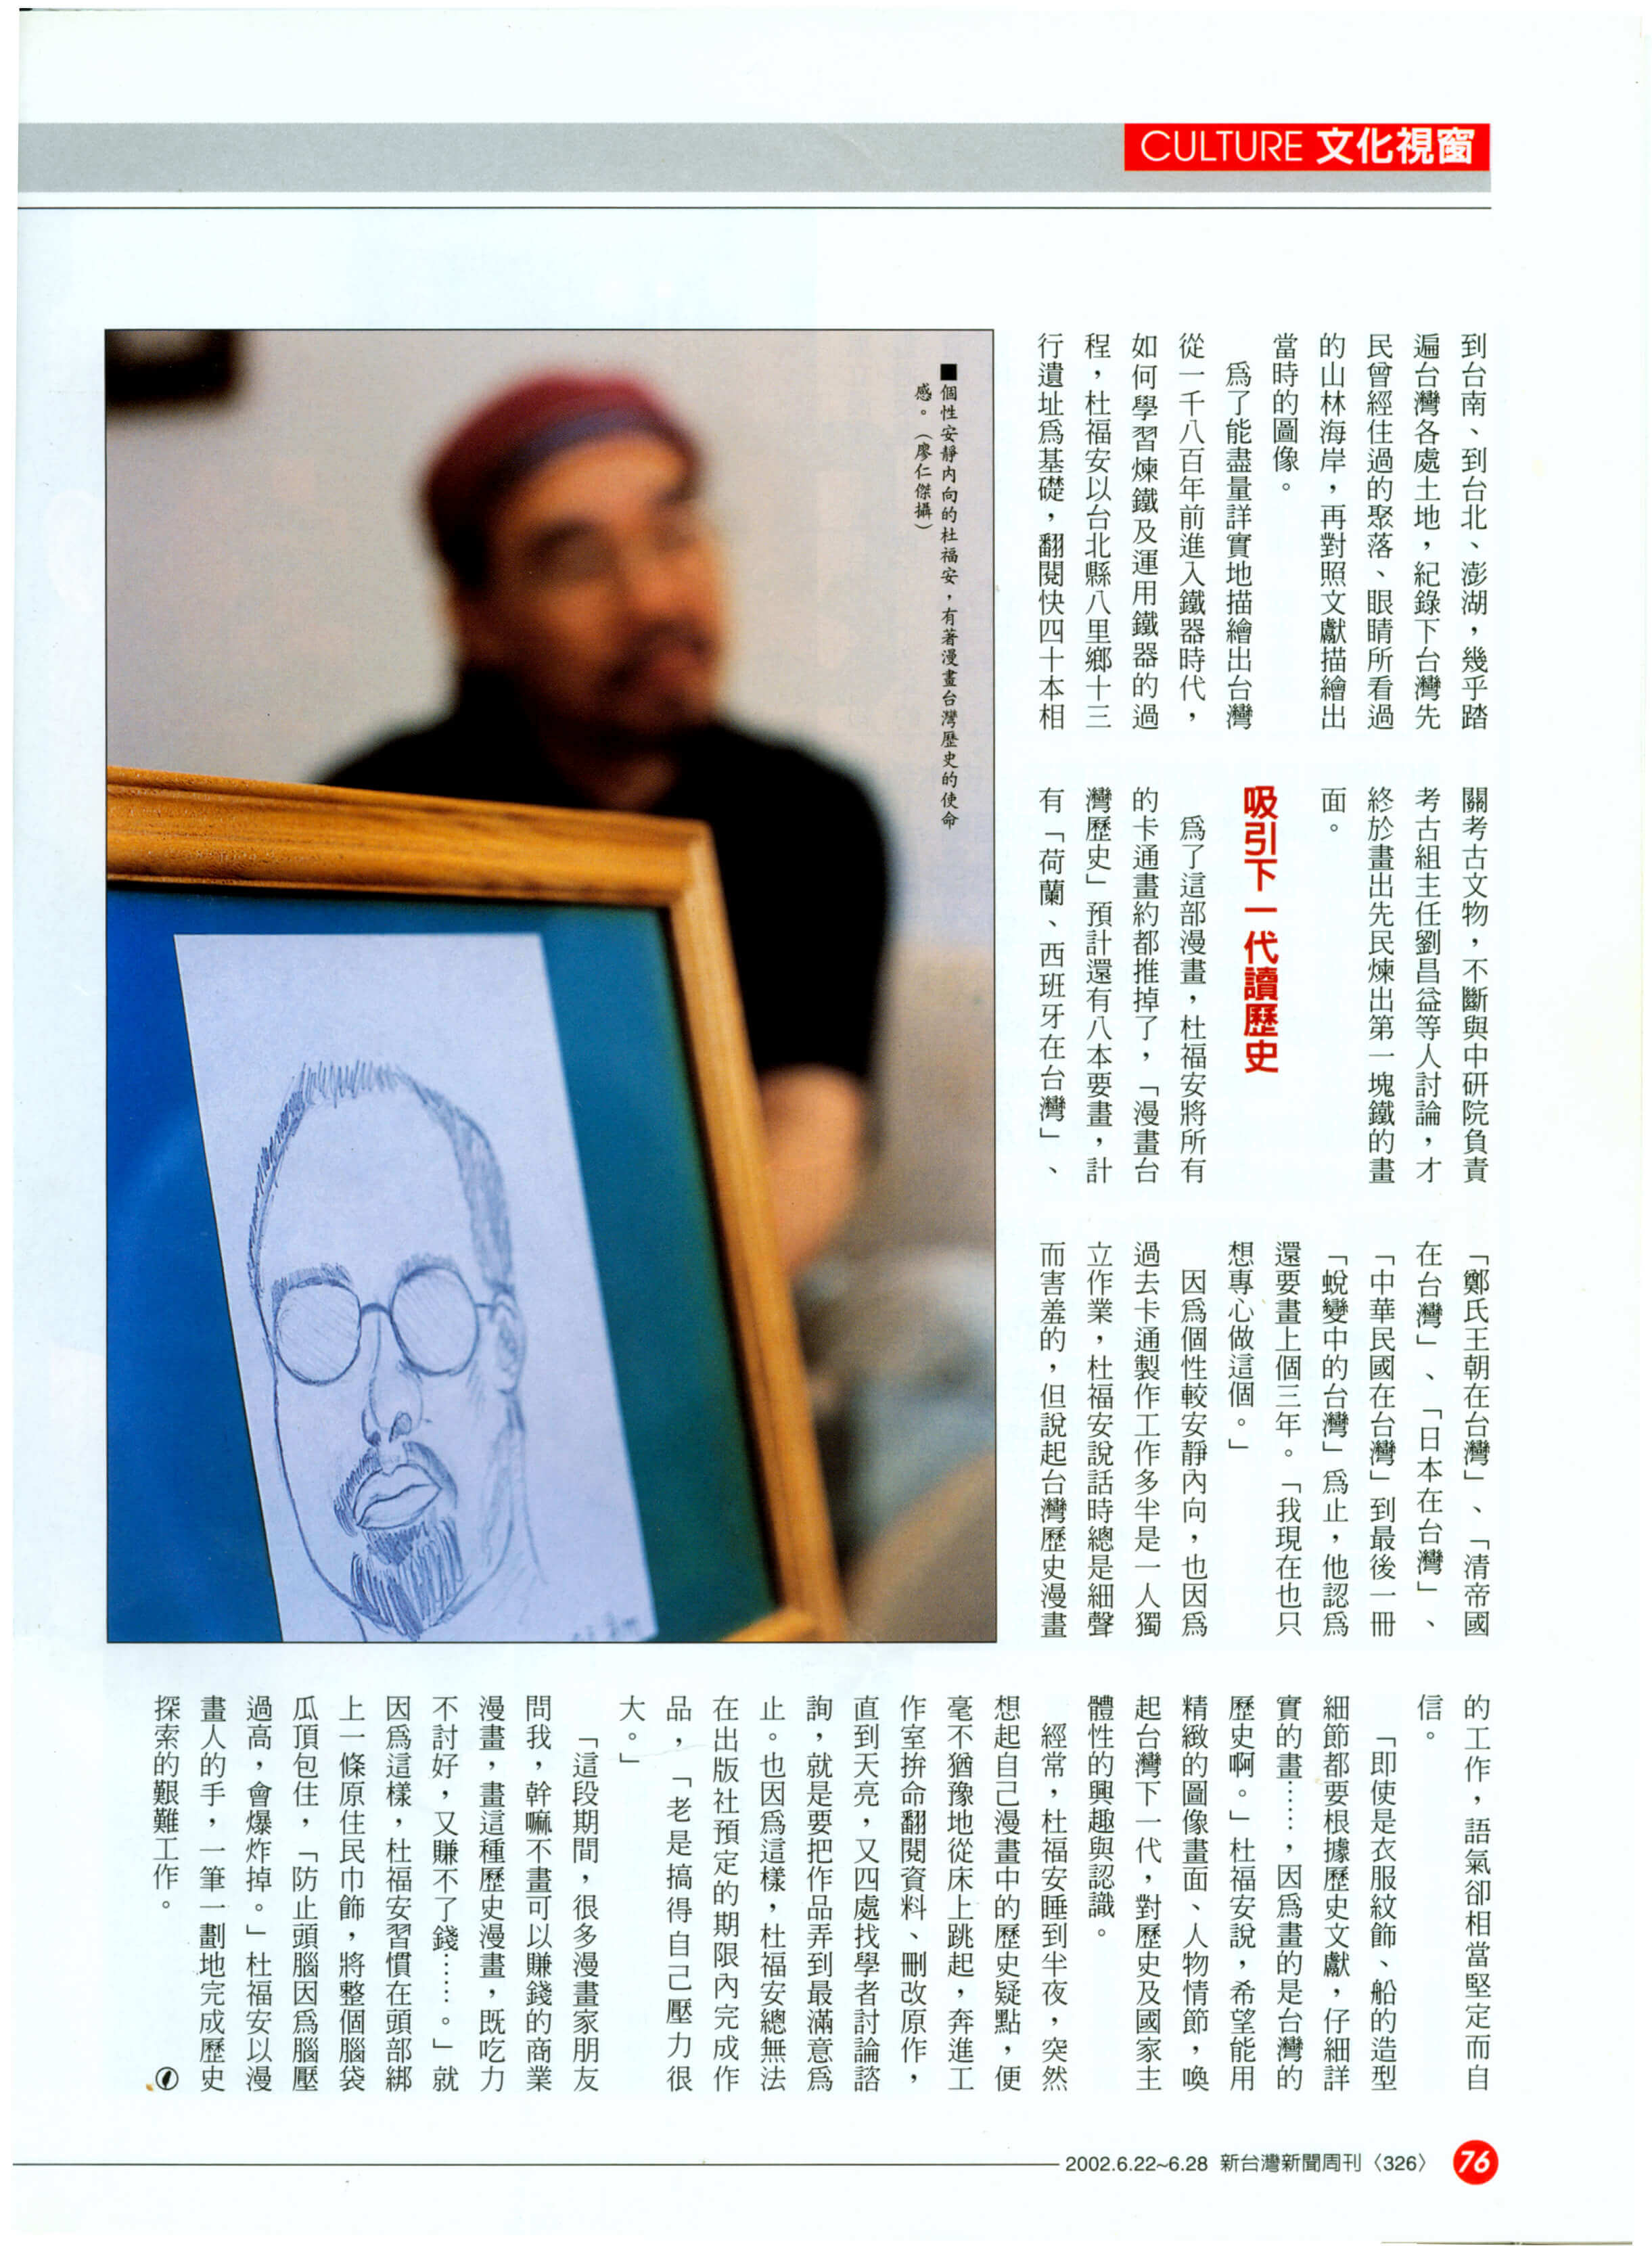 CULTURE 文化視窗
到台南、到台北、澎湖，幾乎踏
遍台灣各處土地，紀錄下台灣先
民曾經住過的聚落、眼睛所看過
的山林海岸，再對照文獻描繪出
當時的圖像。
為了能盡量詳實地描繪出台灣
從一千八百年前進入鐵器時代，
如何學習煉鐵及運用鐵器的過
程，杜福安以台北縣八里鄉十三
行遺址為基礎，翻閱快四十本相
關考古文物，不斷與中研院負責
考古組主任劉昌益等人討論，才
終於畫出先民煉出第一塊鐵的畫
面。
吸引下一代讀歷史
為了這部漫畫，杜福安將所有
的卡通畫約都推掉了，「漫畫台
灣歷史」預計還有八本要畫，計
有「荷蘭、西班牙在台灣」、
「鄭氏王朝在台灣」、「清帝國
在台灣」、「日本在台灣」、
「中華民國在台灣」到最後一冊
「蛻變中的台灣」為止，他認為
還要畫上個三年。「我現在也只
想專心做這個。」
因為個性較安靜內向，也因為
過去卡通製作工作多半是一人獨
立作業，杜福安說話時總是細聲
而害羞的，但說起台灣歷史漫畫
的工作，語氣卻相當堅定而自
信。
「即使是衣服紋飾、船的造型
細節都要根據歷史文獻，仔細詳
實的畫……，因為畫的是台灣的
歷史啊。」杜福安說，希望能用
精緻的圖像畫面、人物情節，喚
起台灣下一代，對歷史及國家主
體性的興趣與認識。
經常，杜福安睡到半夜，突然
想起自己漫畫中的歷史疑點，便
毫不猶豫地從床上跳起，奔進工
作室拚命翻閱資料、刪改原作，
直到天亮，又四處找學者討論諮
詢，就是要把作品弄到最滿意為
止。也因為這樣，杜福安總無法
在出版社預定的期限內完成作
品，「老是搞得自己壓力很
大。」
「這段期間，很多漫畫家朋友
問我，幹嘛不畫可以賺錢的商業
漫畫，畫這種歷史漫畫，既吃力
不討好，又賺不了錢……。」就
因為這樣，杜福安習慣在頭部綁
上一條原住民巾飾，將整個腦袋
瓜頂包住，「防止頭腦因為腦壓
過高，會爆炸掉。」杜福安以漫
畫人的手，一筆一劃地完成歷史
探索的艱難工作。
■個性安靜內向的杜福安，有著漫畫台灣歷史的使命
感。（廖仁傑攝）
2002.6.22~6.28 新台灣新聞周刊〈326〉 76